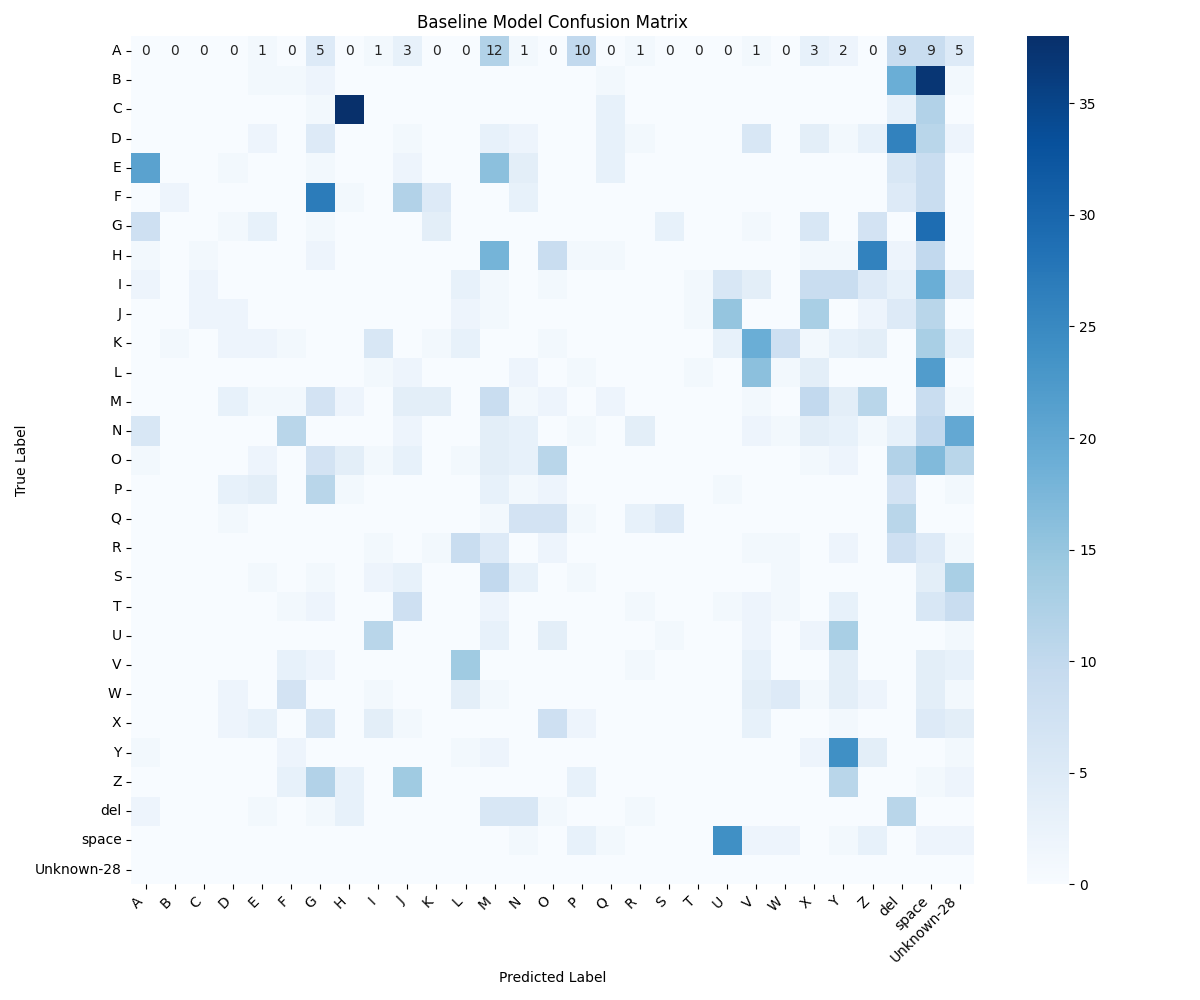 Baseline Model Confusion Matrix
A 0 0 0 0 1 0 5 0 1 3 0 0 12 1 0 10 0 1 0 0 0 1 0 3 2 0 9 9 5
B
C
D
E
F
G
H
I
J
K
L
M
N
O
P
Q
R
S
T
U
V
W
X
Y
Z
del
space
Unknown-28
True Label
A B C D E F G H I J K L M N O P Q R S T U V W X Y Z del space Unknown-28
Predicted Label
35
30
25
20
15
10
5
0